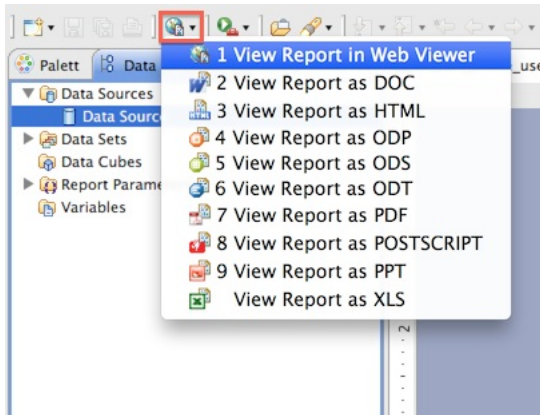 Palett
Data
_use
1 View Report in Web Viewer
2 View Report as DOC
3 View Report as HTML
4 View Report as ODP
5 View Report as ODS
6 View Report as ODT
7 View Report as PDF
8 View Report as POSTSCRIPT
9 View Report as PPT
View Report as XLS
Data Sources
Data Sourc
Data Sets
Data Cubes
Report Parame
Variables
2